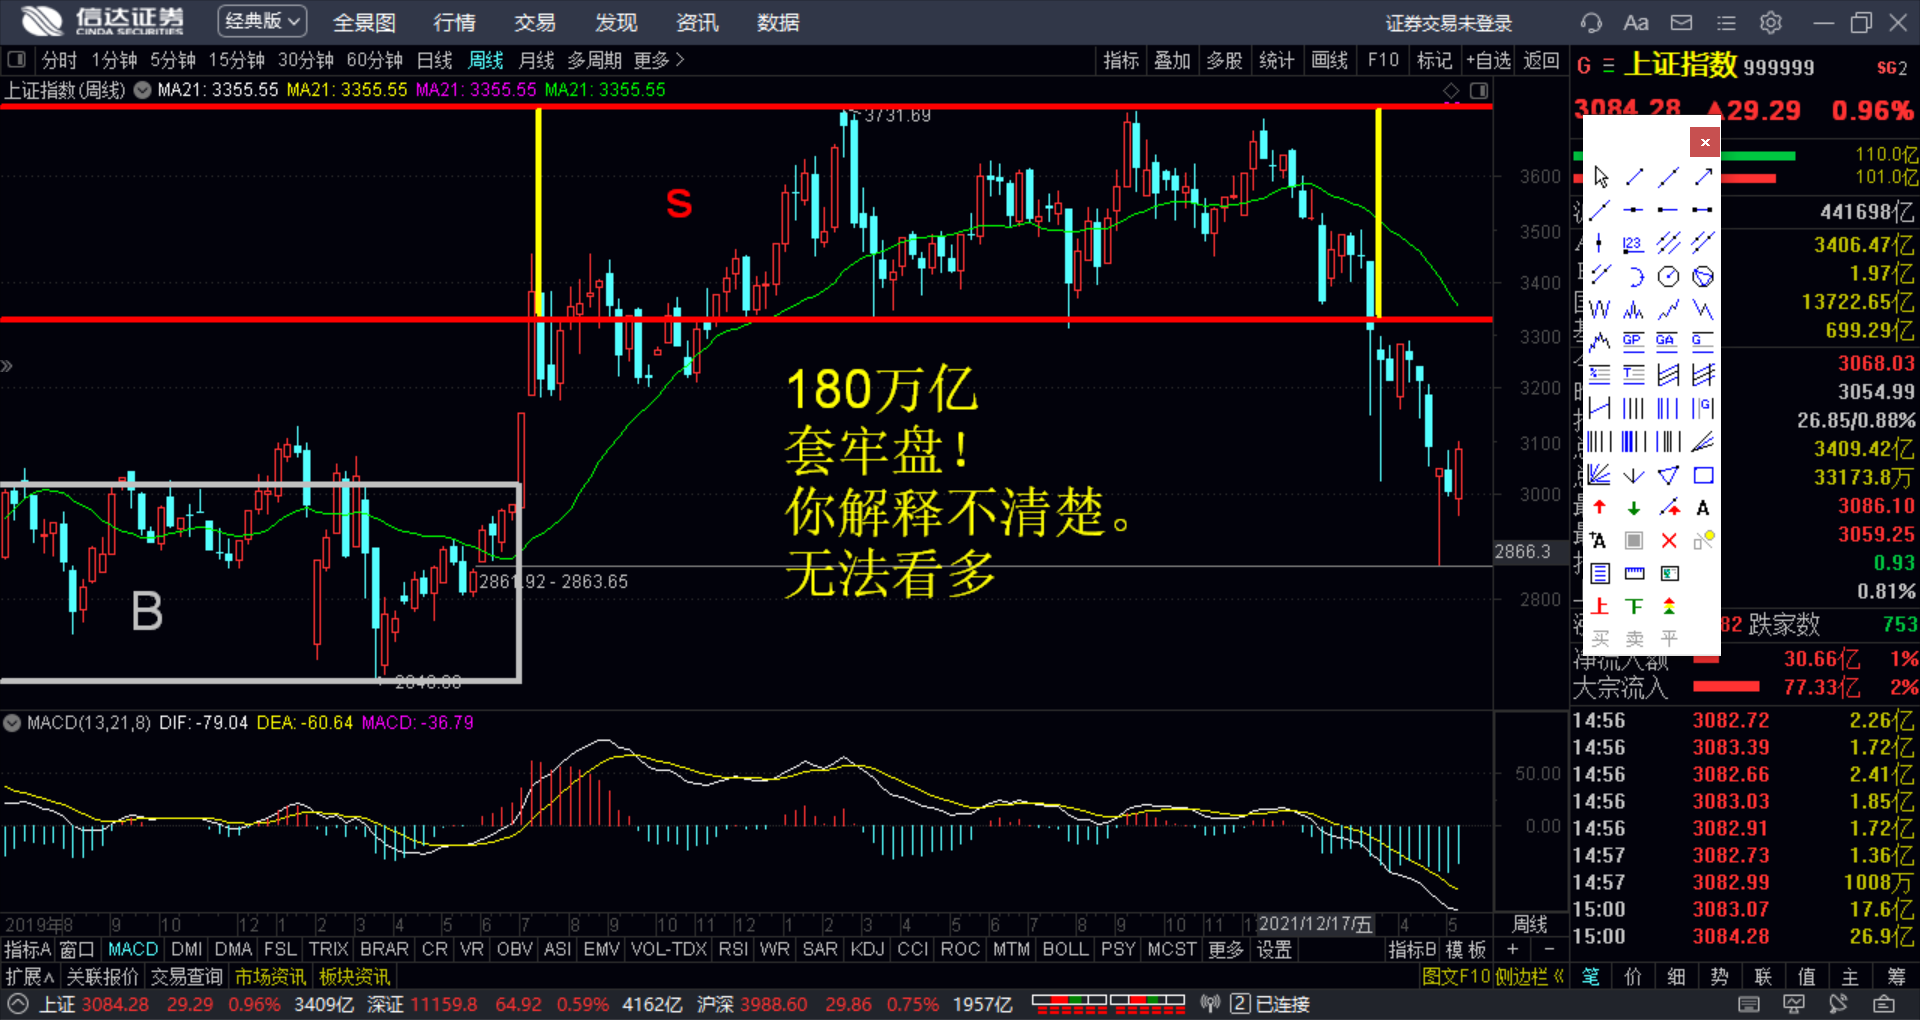 信达证券
CINDA SECURITIES
经典版
全景图 行情 交易 发现 资讯 数据
证券交易未登录
Aa
分时 1分钟 5分钟 15分钟 30分钟 60分钟 日线 周线 月线 多周期 更多
指标 叠加 多股 统计 画线 F10 标记 +自选 返回
G 上证指数 999999 SG2
上证指数(周线) MA21: 3355.55 MA21: 3355.55 MA21: 3355.55 MA21: 3355.55
3084.28 ▲29.29 0.96%
3731.69
110.0亿
101.0亿
3600
S
441698亿
3500
3406.47亿
1.97亿
3400
13722.65亿
699.29亿
3300
3068.03
3200
3054.99
180万亿
26.85/0.88%
套牢盘！
3100
3409.42亿
33173.8万
3000
你解释不清楚。
3086.10
3059.25
2866.3
0.93
无法看多
2861.92 - 2863.65
0.81%
2800
B
82 跌家数 753
净流入额 30.66亿 1%
大宗流入 77.33亿 2%
123
GP GA G
A
A
上 下
买 卖 平
MACD(13,21,8) DIF: -79.04 DEA: -60.64 MACD: -36.79
50.00
0.00
14:56 3082.72 2.26亿
14:56 3083.39 1.72亿
14:56 3082.66 2.41亿
14:56 3083.03 1.85亿
14:56 3082.91 1.72亿
14:57 3082.73 1.36亿
14:57 3082.99 1008万
15:00 3083.07 17.6亿
15:00 3084.28 26.9亿
2019年8 9 10 12 1 2 3 4 5 6 7 8 9 10 11 12 1 2 3 4 5 6 7 8 9 10 11 2021/12/17/五 4 5 周线
指标A 窗口 MACD DMI DMA FSL TRIX BRAR CR VR OBV ASI EMV VOL-TDX RSI WR SAR KDJ CCI ROC MTM BOLL PSY MCST 更多 设置 指标B 模板 + -
扩展∧ 关联报价 交易查询 市场资讯 板块资讯
图文F10 侧边栏《 笔 价 细 势 联 值 主 筹
上证 3084.28 29.29 0.96% 3409亿 深证 11159.8 64.92 0.59% 4162亿 沪深 3988.60 29.86 0.75% 1957亿 2 已连接